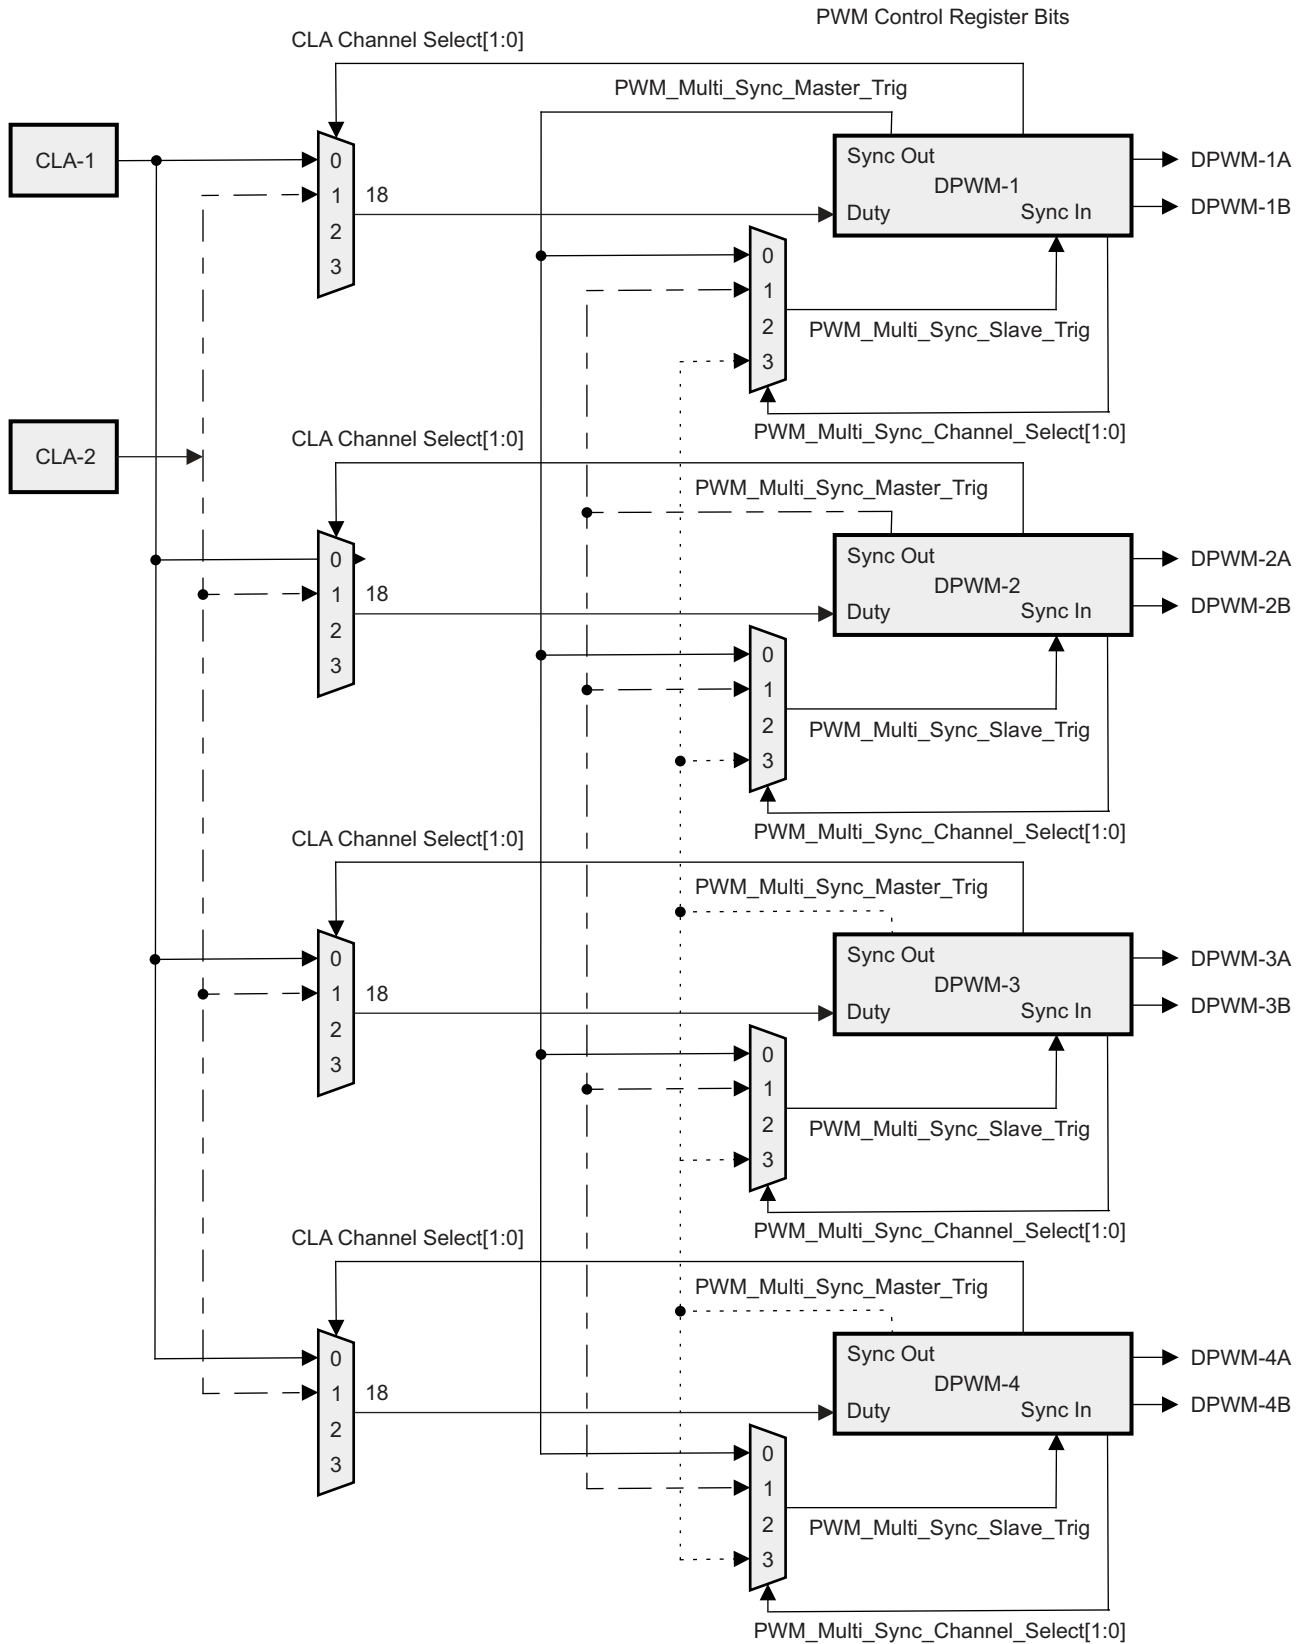 PWM Control Register Bits
CLA Channel Select[1:0]
PWM_Multi_Sync_Master_Trig
CLA-1
0
1
2
3
18
Sync Out
DPWM-1
Duty
Sync In
DPWM-1A
DPWM-1B
0
1
2
3
PWM_Multi_Sync_Slave_Trig
PWM_Multi_Sync_Channel_Select[1:0]
CLA-2
CLA Channel Select[1:0]
PWM_Multi_Sync_Master_Trig
0
1
2
3
18
Sync Out
DPWM-2
Duty
Sync In
DPWM-2A
DPWM-2B
0
1
2
3
PWM_Multi_Sync_Slave_Trig
PWM_Multi_Sync_Channel_Select[1:0]
CLA Channel Select[1:0]
PWM_Multi_Sync_Master_Trig
0
1
2
3
18
Sync Out
DPWM-3
Duty
Sync In
DPWM-3A
DPWM-3B
0
1
2
3
PWM_Multi_Sync_Slave_Trig
PWM_Multi_Sync_Channel_Select[1:0]
CLA Channel Select[1:0]
PWM_Multi_Sync_Master_Trig
0
1
2
3
18
Sync Out
DPWM-4
Duty
Sync In
DPWM-4A
DPWM-4B
0
1
2
3
PWM_Multi_Sync_Slave_Trig
PWM_Multi_Sync_Channel_Select[1:0]